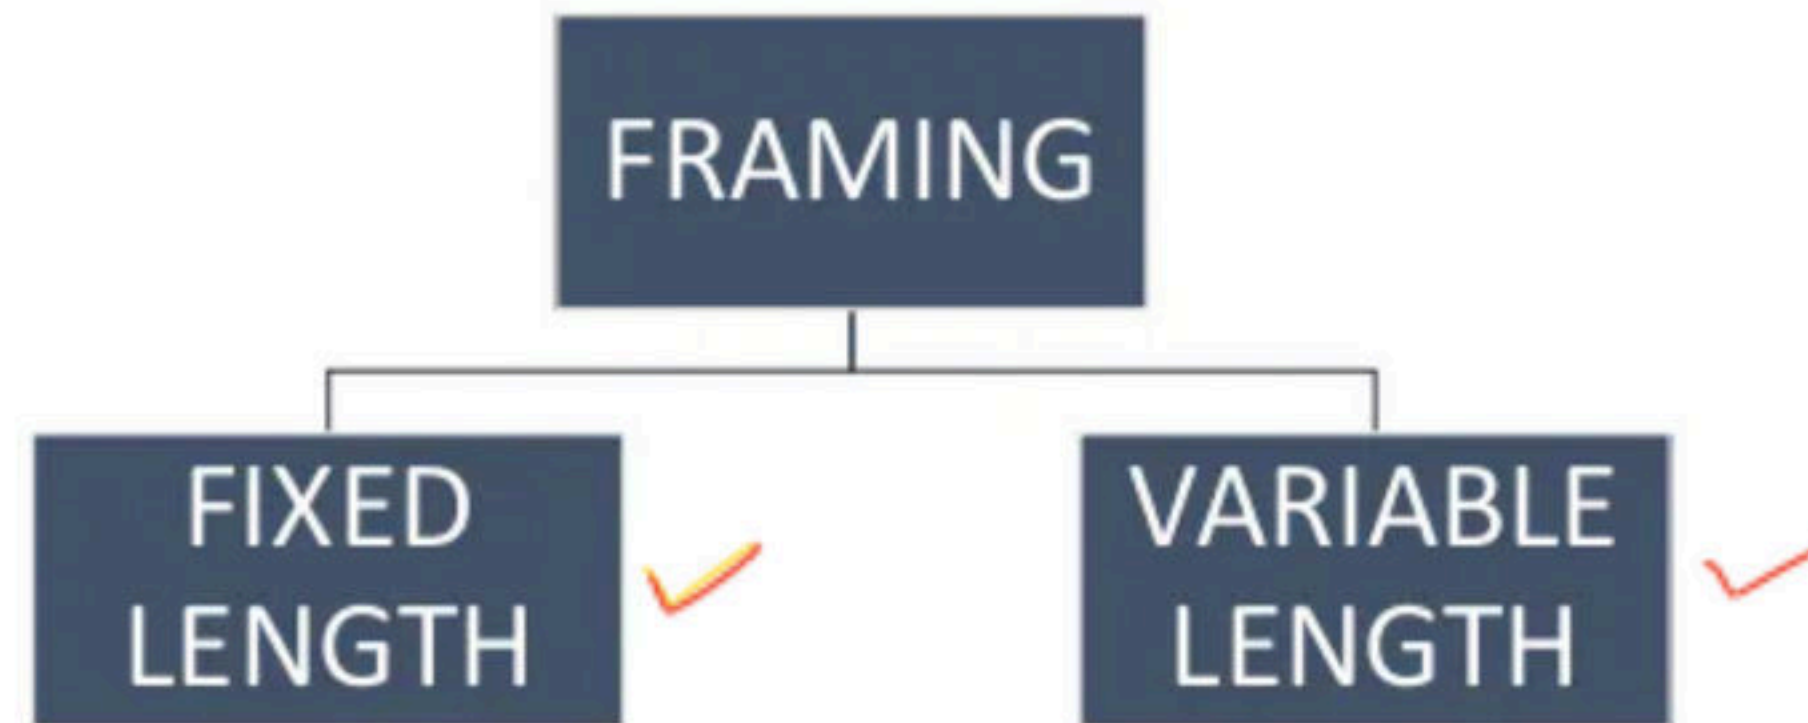 FRAMING
FIXED
LENGTH
VARIABLE
LENGTH